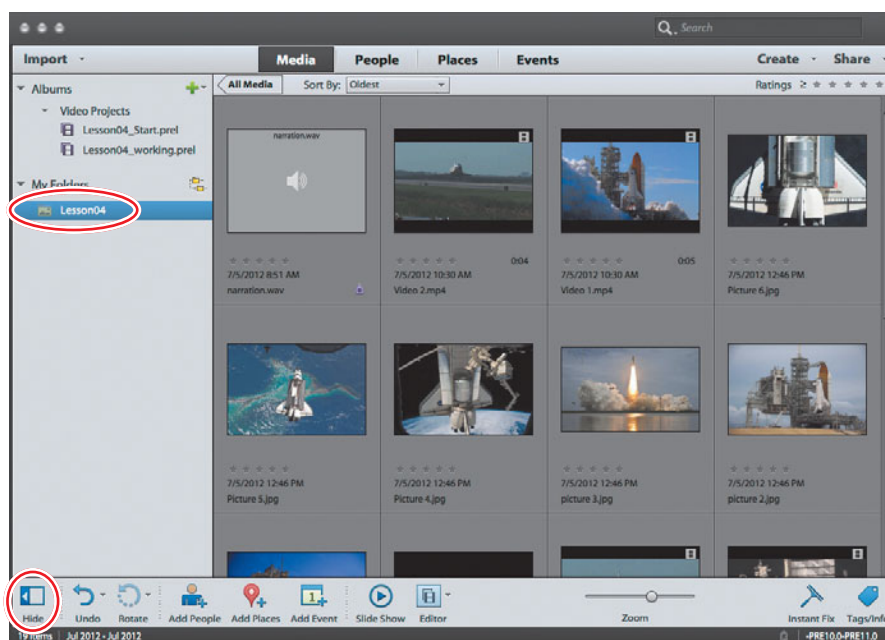 Search
Import
Media People Places Events
Create Share
Albums
All Media Sort By: Oldest
Ratings ≥
Video Projects
Lesson04_Start.prel
Lesson04_working.prel
My Folders
Lesson04
narration.wav
7/5/2012 8:51 AM
narration.wav
0:04
7/5/2012 10:30 AM
Video 2.mp4
0:05
7/5/2012 10:30 AM
Video 1.mp4
7/5/2012 12:46 PM
Picture 6.jpg
7/5/2012 12:46 PM
Picture 5.jpg
7/5/2012 12:46 PM
Picture 4.jpg
7/5/2012 12:46 PM
picture 3.jpg
7/5/2012 12:46 PM
picture 2.jpg
Hide Undo Rotate Add People Add Places Add Event Slide Show Editor Zoom Instant Fix Tags/Inf
19 Items Jul 2012 - Jul 2012
-PRE10.0-PRE11.0